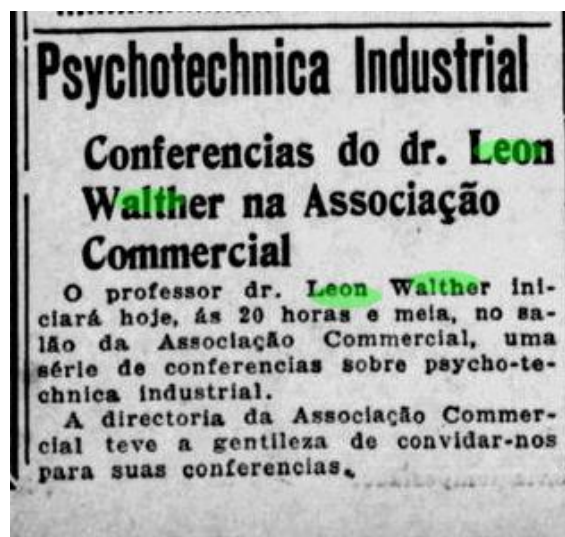 Psychotechnica Industrial
Conferencias do dr. Leon
Walther na Associação
Commercial
O professor dr. Leon Walther ini-
ciará hoje, ás 20 horas e meia, no sa-
lão da Associação Commercial, uma
série de conferencias sobre psycho-te-
chnica industrial.
A directoria da Associação Commer-
cial teve a gentileza de convidar-nos
para suas conferencias.